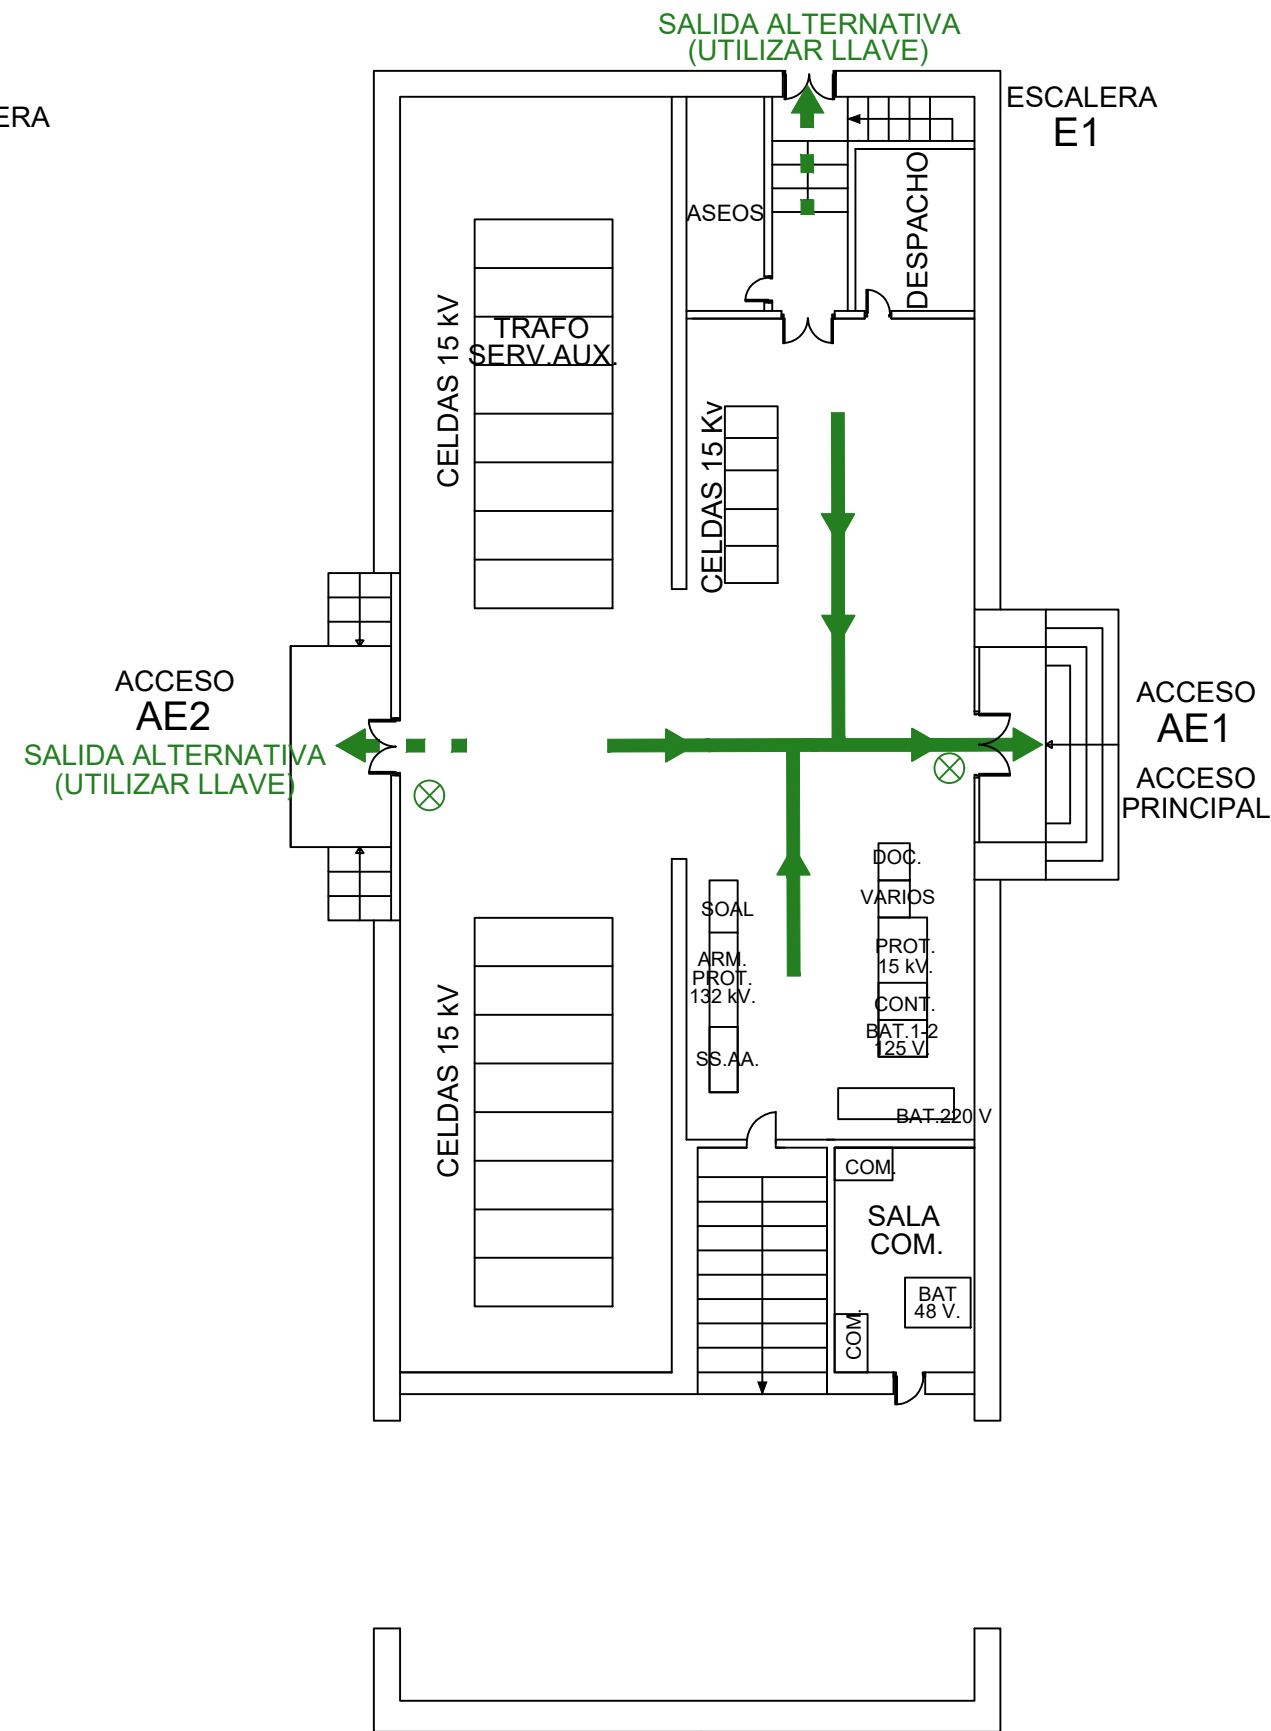 SALIDA ALTERNATIVA
(UTILIZAR LLAVE)
ERA
ESCALERA
E1
ASEOS
DESPACHO
CELDAS 15 kV
TRAFO
SERV.AUX.
CELDAS 15 Kv
ACCESO
AE2
SALIDA ALTERNATIVA
(UTILIZAR LLAVE)
ACCESO
AE1
ACCESO
PRINCIPAL
DOC.
VARIOS
SOAL
ARM.
PROT.
132 kV.
PROT.
15 kV.
CONT.
BAT.1-2
125 V.
SS.AA.
CELDAS 15 kV
BAT.220 V
COM.
SALA
COM.
BAT
48 V.
COM.